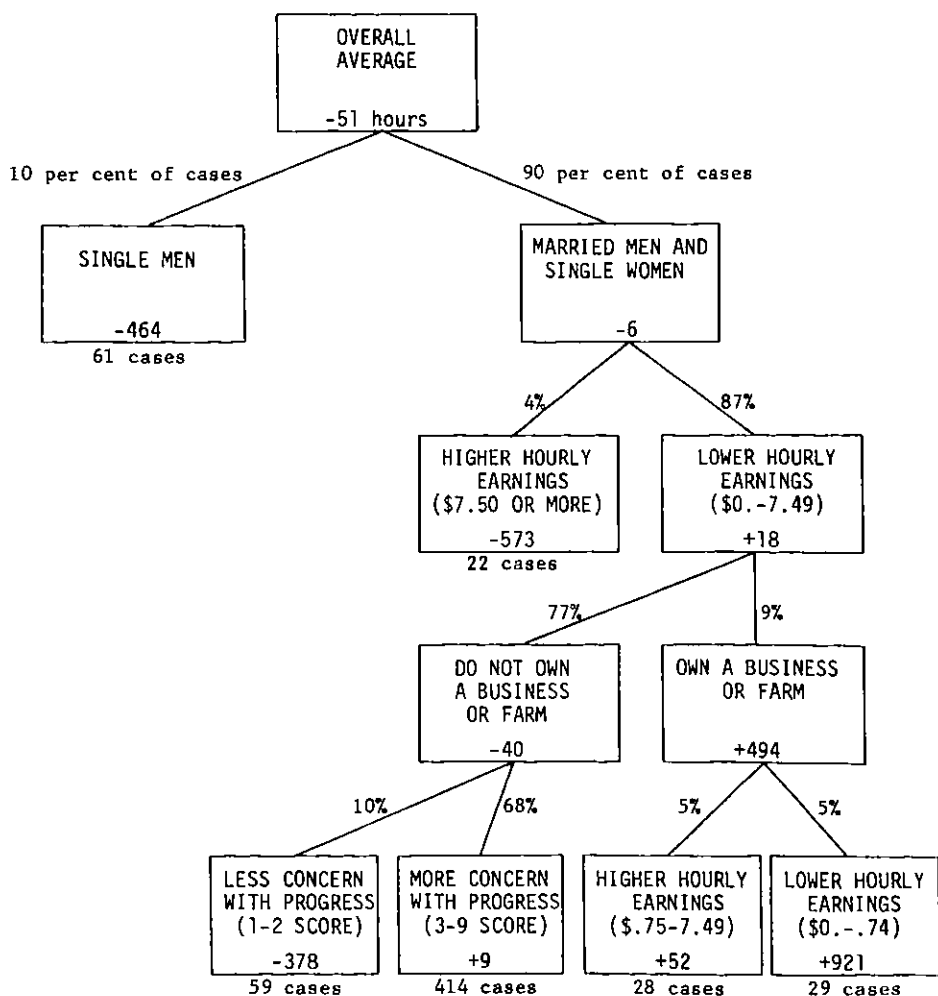 OVERALL
AVERAGE
-51 hours
10 per cent of cases
90 per cent of cases
SINGLE MEN
-464
61 cases
MARRIED MEN AND
SINGLE WOMEN
-6
4%
87%
HIGHER HOURLY
EARNINGS
($7.50 OR MORE)
-573
22 cases
LOWER HOURLY
EARNINGS
($0.-7.49)
+18
77%
9%
DO NOT OWN
A BUSINESS
OR FARM
-40
OWN A BUSINESS
OR FARM
+494
10%
68%
5%
5%
LESS CONCERN
WITH PROGRESS
(1-2 SCORE)
-378
59 cases
MORE CONCERN
WITH PROGRESS
(3-9 SCORE)
+9
414 cases
HIGHER HOURLY
EARNINGS
($.75-7.49)
+52
28 cases
LOWER HOURLY
EARNINGS
($0.-.74)
+921
29 cases